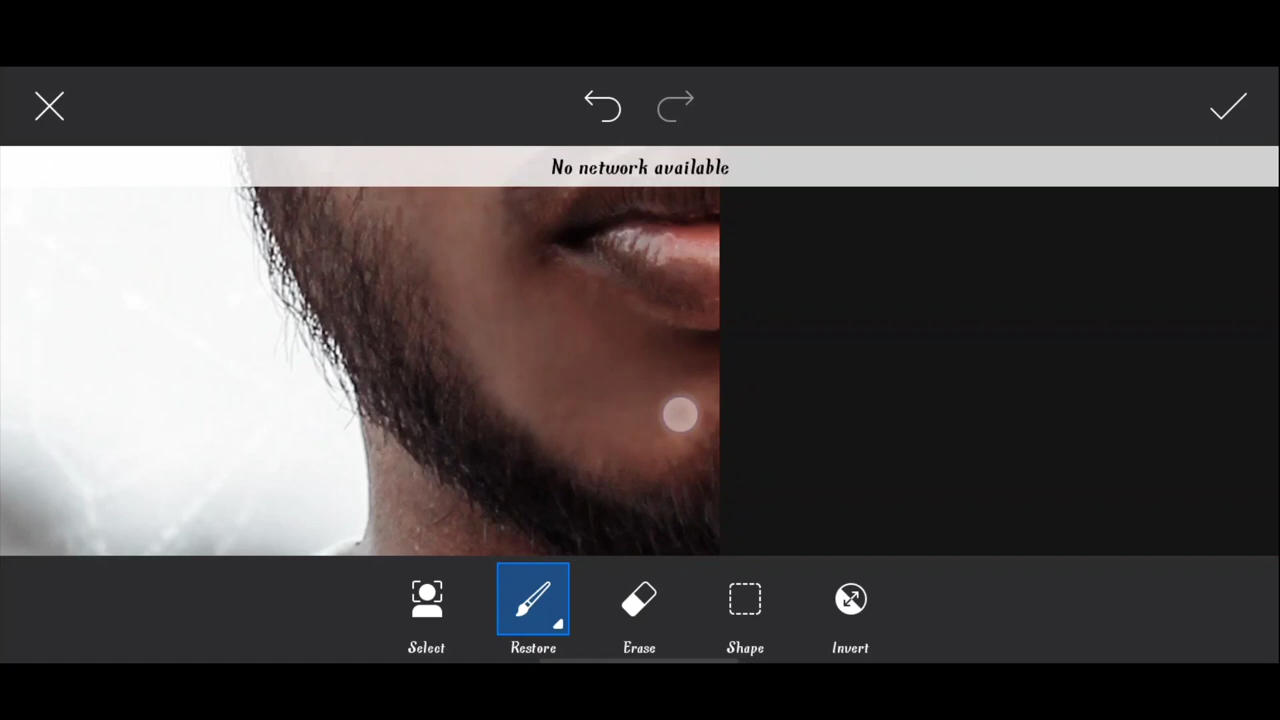 No network available
Select
Restore
Erase
Shape
Invert